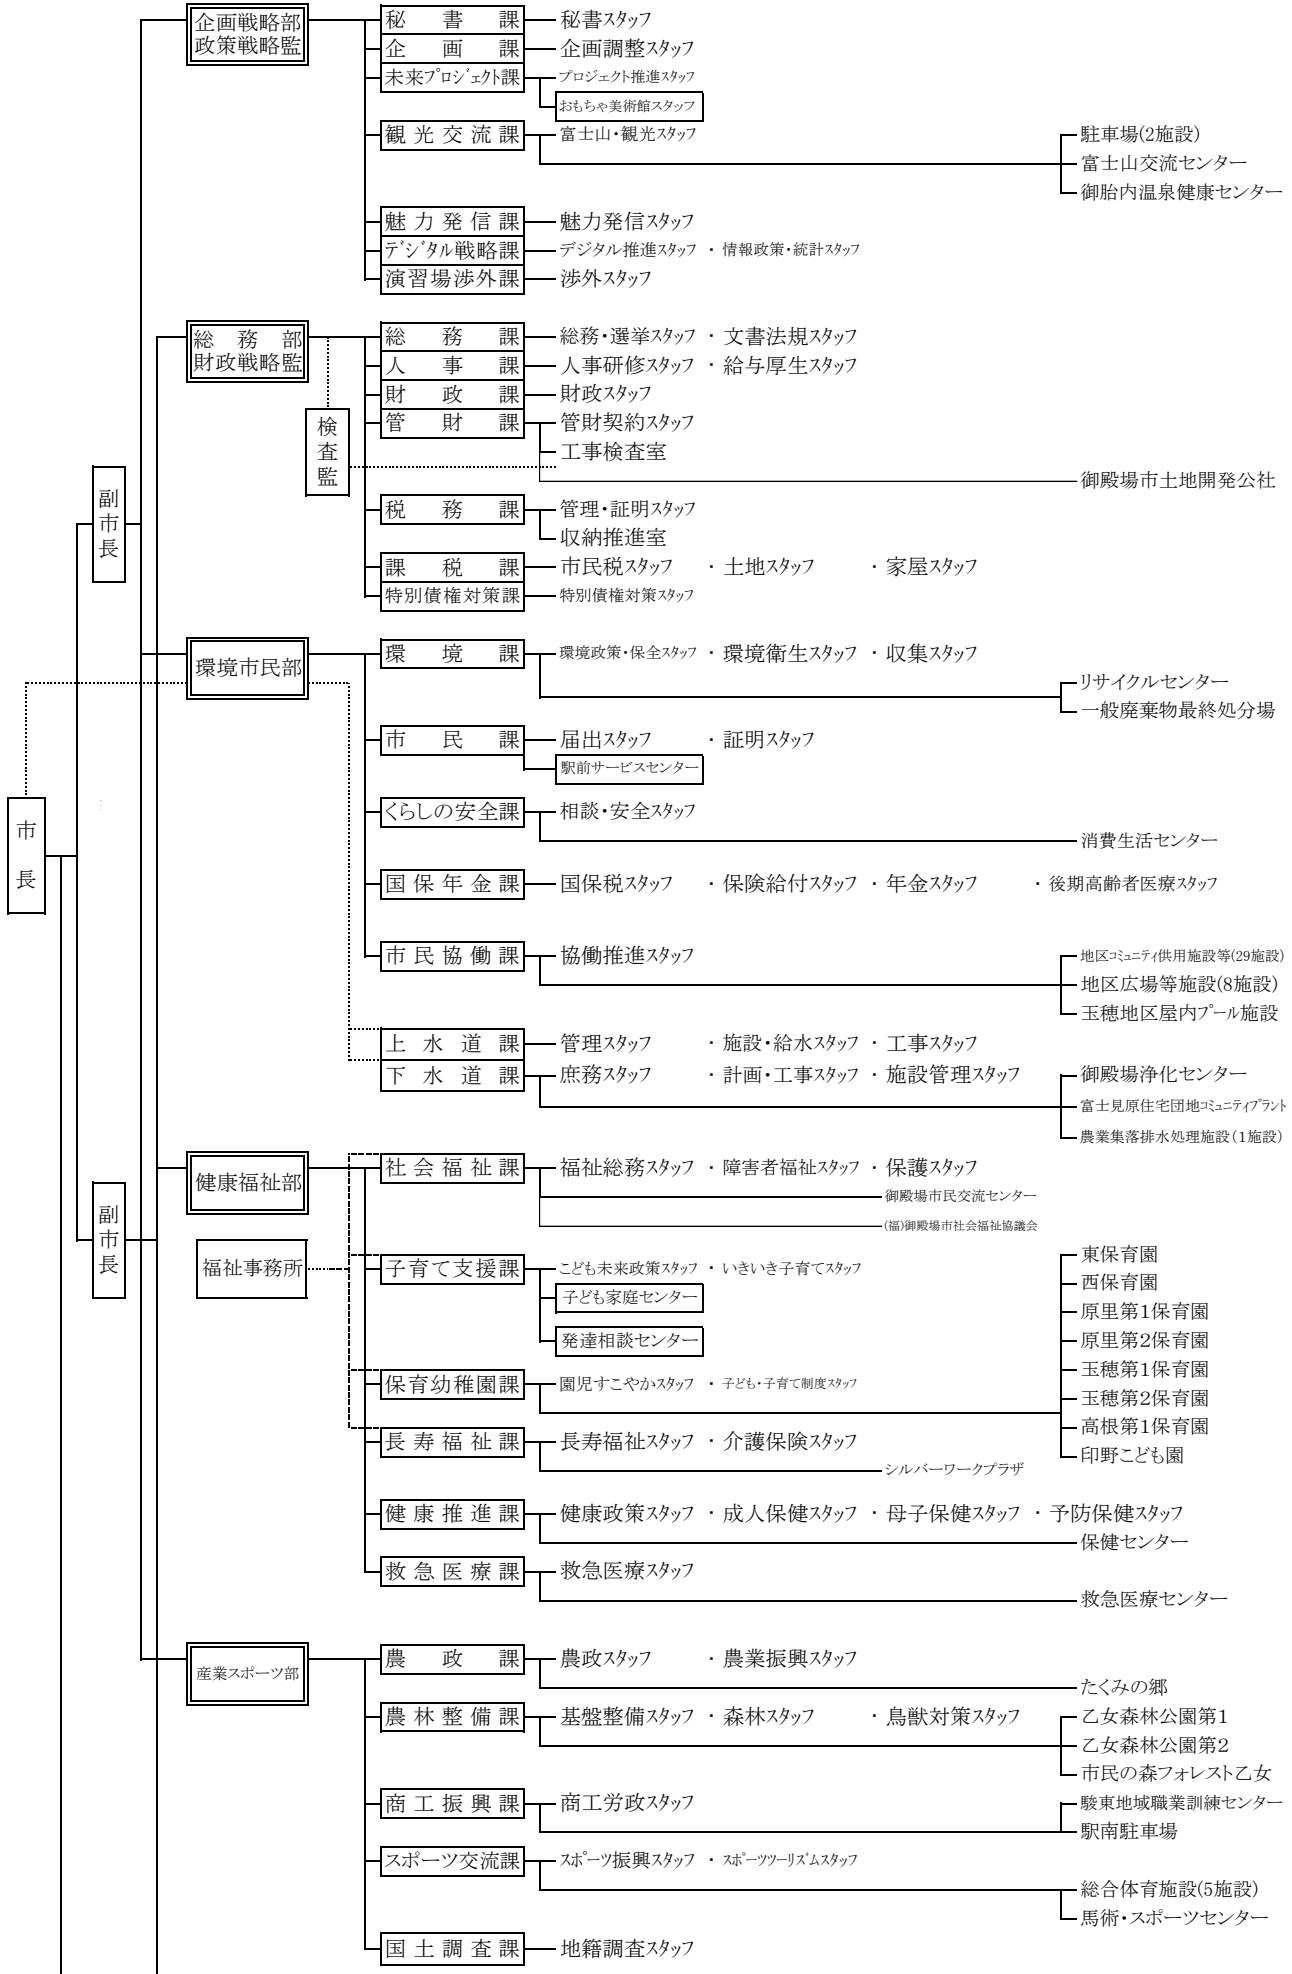 企画戦略部
政策戦略監
秘書課 秘書スタッフ
企画課 企画調整スタッフ
未来プロジェクト課 プロジェクト推進スタッフ
おもちゃ美術館スタッフ
観光交流課 富士山・観光スタッフ
駐車場(2施設)
富士山交流センター
御胎内温泉健康センター
魅力発信課 魅力発信スタッフ
デジタル戦略課 デジタル推進スタッフ ・ 情報政策・統計スタッフ
演習場渉外課 渉外スタッフ
総務部
財政戦略監
総務課 総務・選挙スタッフ ・ 文書法規スタッフ
人事課 人事研修スタッフ ・ 給与厚生スタッフ
財政課 財政スタッフ
管財課 管財契約スタッフ
検査監
工事検査室
御殿場市土地開発公社
副市長
税務課 管理・証明スタッフ
収納推進室
課税課 市民税スタッフ ・ 土地スタッフ ・ 家屋スタッフ
特別債権対策課 特別債権対策スタッフ
環境市民部
環境課 環境政策・保全スタッフ ・ 環境衛生スタッフ ・ 収集スタッフ
リサイクルセンター
一般廃棄物最終処分場
市民課 届出スタッフ ・ 証明スタッフ
駅前サービスセンター
市長
くらしの安全課 相談・安全スタッフ
消費生活センター
国保年金課 国保税スタッフ ・ 保険給付スタッフ ・ 年金スタッフ ・ 後期高齢者医療スタッフ
市民協働課 協働推進スタッフ
地区コミュニティ供用施設等(29施設)
地区広場等施設(8施設)
玉穂地区屋内プール施設
上水道課 管理スタッフ ・ 施設・給水スタッフ ・ 工事スタッフ
下水道課 庶務スタッフ ・ 計画・工事スタッフ ・ 施設管理スタッフ
御殿場浄化センター
富士見原住宅団地コミュニティプラント
農業集落排水処理施設(1施設)
健康福祉部
社会福祉課 福祉総務スタッフ ・ 障害者福祉スタッフ ・ 保護スタッフ
御殿場市民交流センター
(福)御殿場市社会福祉協議会
副市長
福祉事務所
子育て支援課 こども未来政策スタッフ ・ いきいき子育てスタッフ
子ども家庭センター
発達相談センター
保育幼稚園課 園児すこやかスタッフ ・ 子ども・子育て制度スタッフ
東保育園
西保育園
原里第1保育園
原里第2保育園
玉穂第1保育園
玉穂第2保育園
高根第1保育園
印野こども園
長寿福祉課 長寿福祉スタッフ ・ 介護保険スタッフ
シルバーワークプラザ
健康推進課 健康政策スタッフ ・ 成人保健スタッフ ・ 母子保健スタッフ ・ 予防保健スタッフ
保健センター
救急医療課 救急医療スタッフ
救急医療センター
産業スポーツ部
農政課 農政スタッフ ・ 農業振興スタッフ
たくみの郷
農林整備課 基盤整備スタッフ ・ 森林スタッフ ・ 鳥獣対策スタッフ
乙女森林公園第1
乙女森林公園第2
市民の森フォレスト乙女
商工振興課 商工労政スタッフ
駿東地域職業訓練センター
駅南駐車場
スポーツ交流課 スポーツ振興スタッフ ・ スポーツツーリズムスタッフ
総合体育施設(5施設)
馬術・スポーツセンター
国土調査課 地籍調査スタッフ